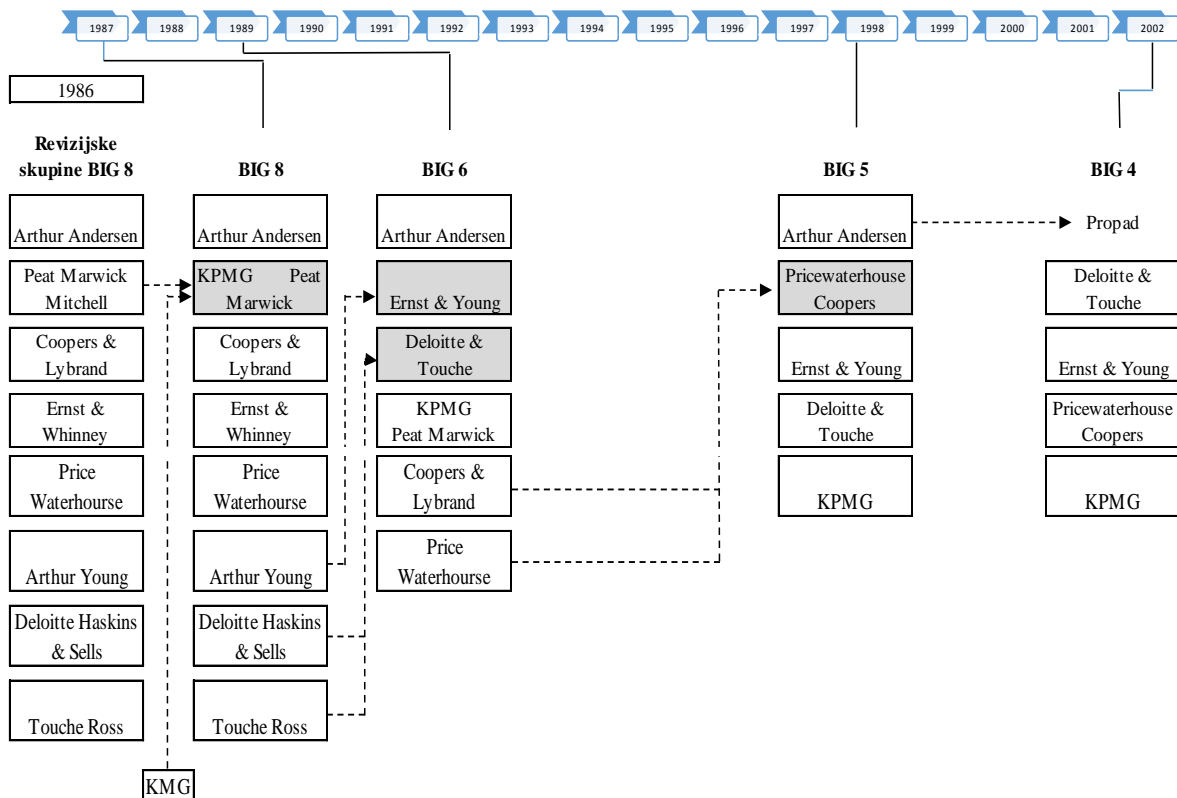 1987
1988
1989
1990
1991
1992
1993
1994
1995
1996
1997
1998
1999
2000
2001
2002
1986
Revizijske
skupine BIG 8
Arthur Andersen
Peat Marwick
Mitchell
Coopers &
Lybrand
Ernst &
Whinney
Price
Waterhourse
Arthur Young
Deloitte Haskins
& Sells
Touche Ross
KMG
BIG 8
Arthur Andersen
KPMG Peat
Marwick
Coopers &
Lybrand
Ernst &
Whinney
Price
Waterhourse
Arthur Young
Deloitte Haskins
& Sells
Touche Ross
BIG 6
Arthur Andersen
Ernst & Young
Deloitte &
Touche
KPMG
Peat Marwick
Coopers &
Lybrand
Price
Waterhourse
BIG 5
Arthur Andersen
Pricewaterhouse
Coopers
Ernst & Young
Deloitte &
Touche
KPMG
BIG 4
Propad
Deloitte &
Touche
Ernst & Young
Pricewaterhouse
Coopers
KPMG